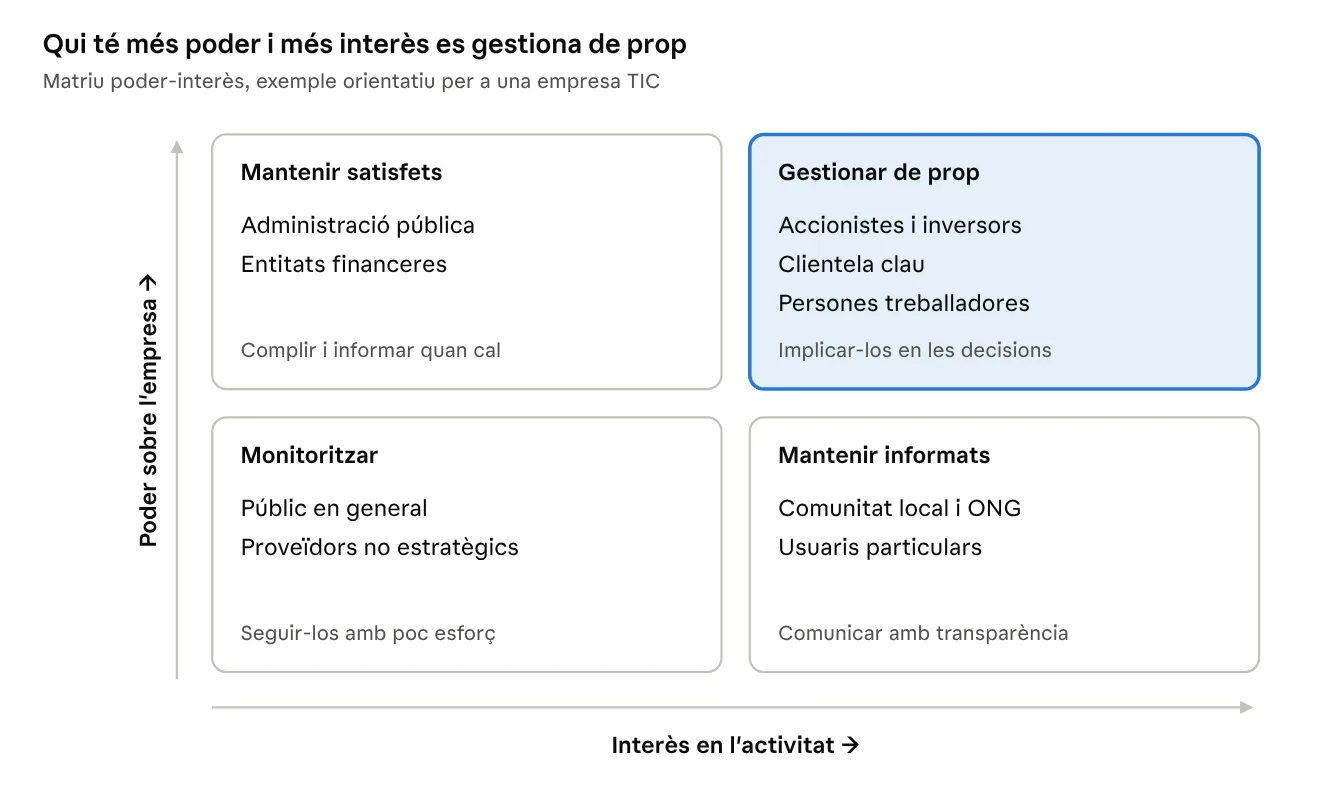 Qui té més poder i més interès es gestiona de prop
Matriu poder-interès, exemple orientatiu per a una empresa TIC
Poder sobre l'empresa →
Mantenir satisfets
Administració pública
Entitats financeres
Complir i informar quan cal
Gestionar de prop
Accionistes i inversors
Clientela clau
Persones treballadores
Implicar-los en les decisions
Monitoritzar
Públic en general
Proveïdors no estratègics
Seguir-los amb poc esforç
Mantenir informats
Comunitat local i ONG
Usuaris particulars
Comunicar amb transparència
Interès en l'activitat →